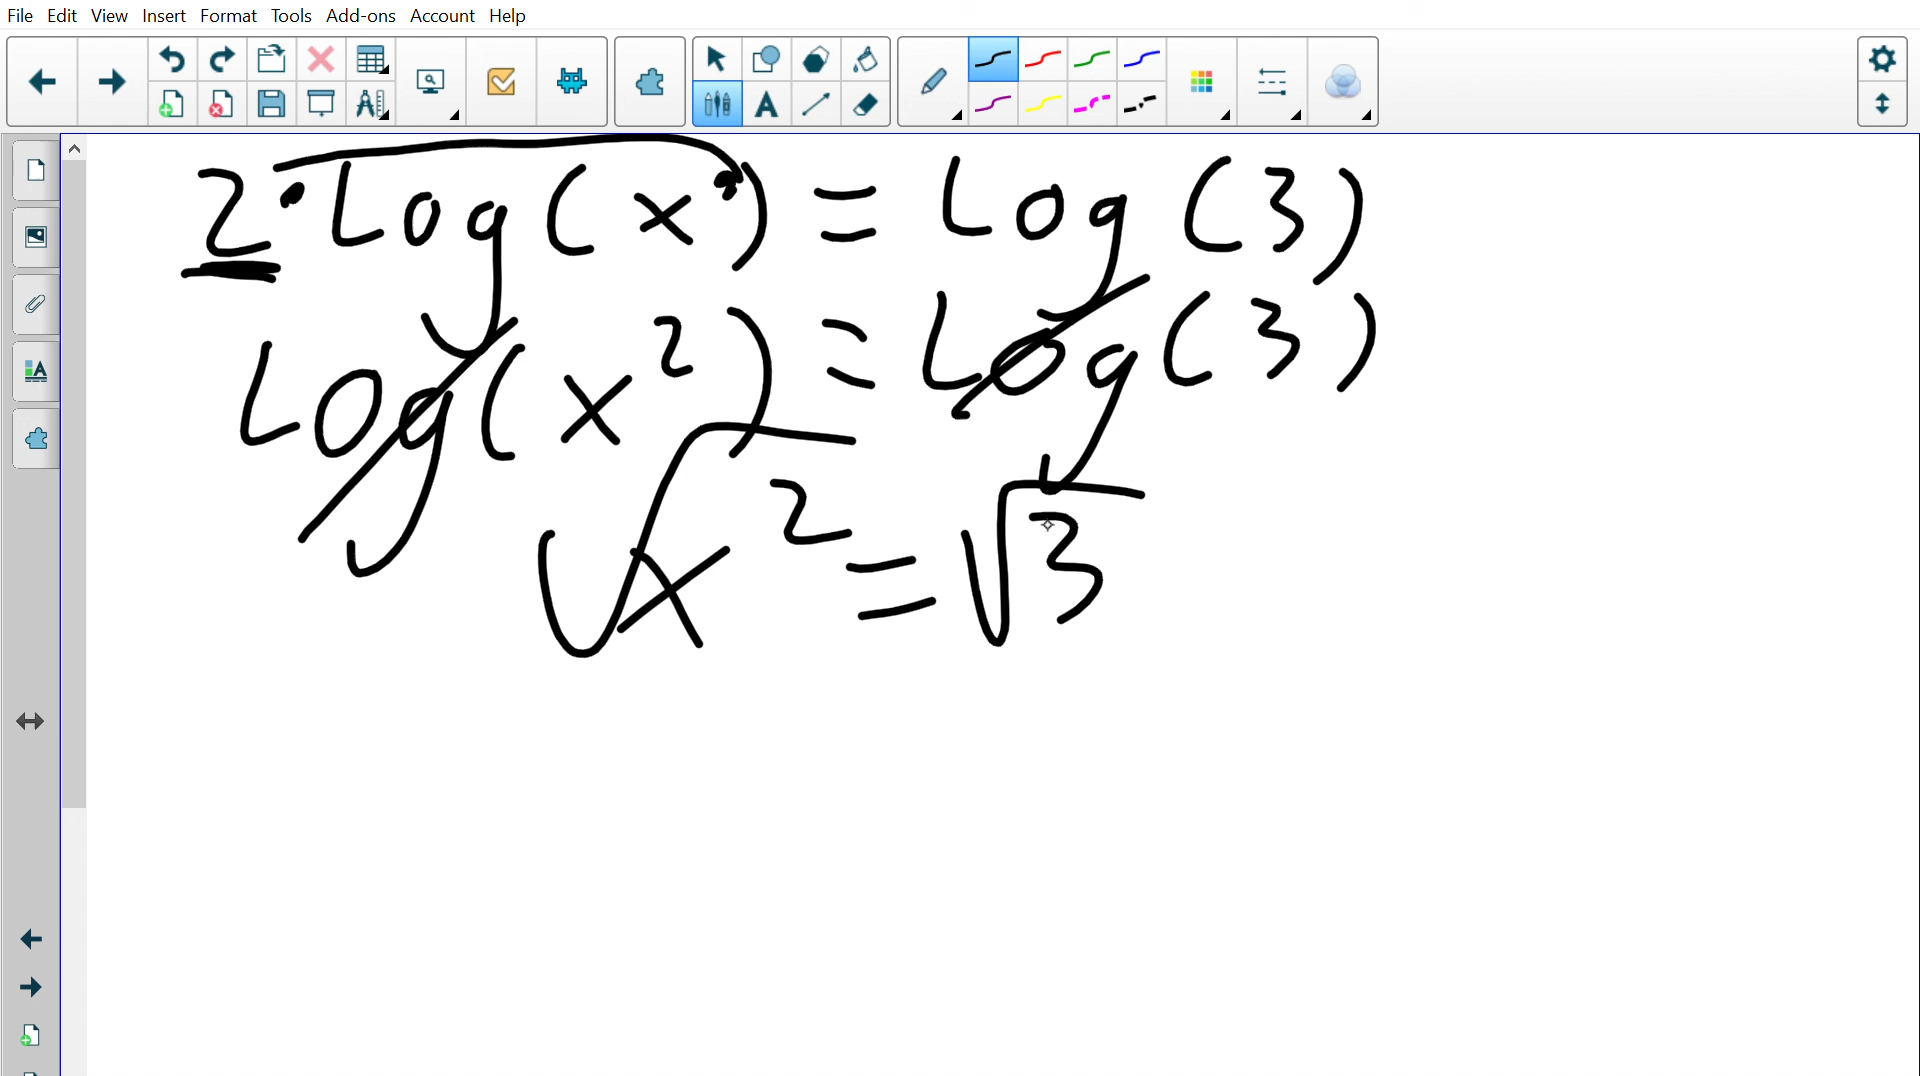 File Edit View Insert Format Tools Add-ons Account Help
2 • Log(x) = Log(3)
Log(x²) = Log(3)
√x² = √3